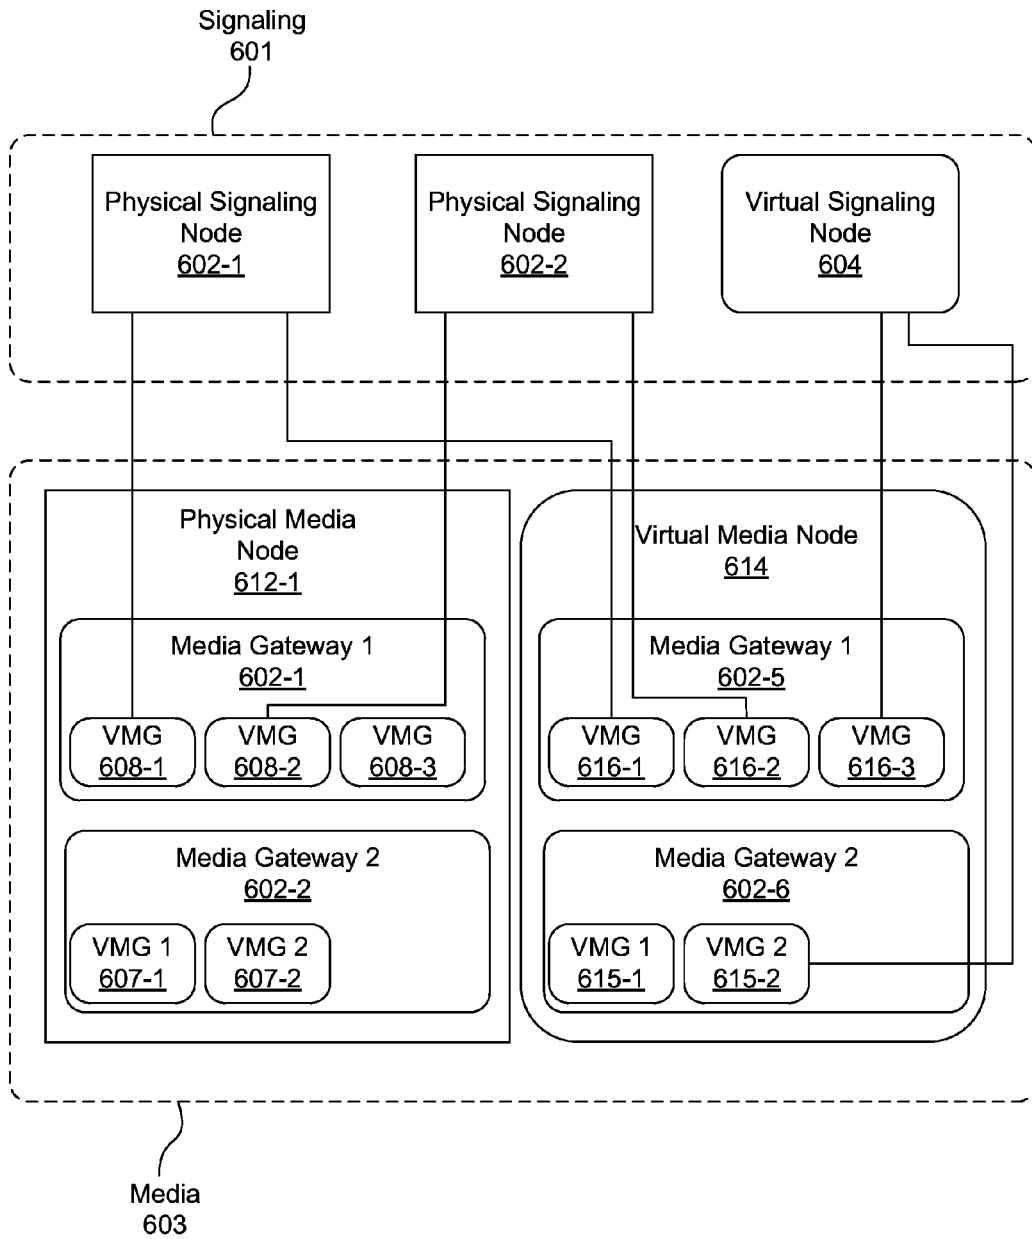 Signaling
601
Physical Signaling
Node
602-1
Physical Signaling
Node
602-2
Virtual Signaling
Node
604
Physical Media
Node
612-1
Media Gateway 1
602-1
VMG
608-1
VMG
608-2
VMG
608-3
Media Gateway 2
602-2
VMG 1
607-1
VMG 2
607-2
Virtual Media Node
614
Media Gateway 1
602-5
VMG
616-1
VMG
616-2
VMG
616-3
Media Gateway 2
602-6
VMG 1
615-1
VMG 2
615-2
Media
603